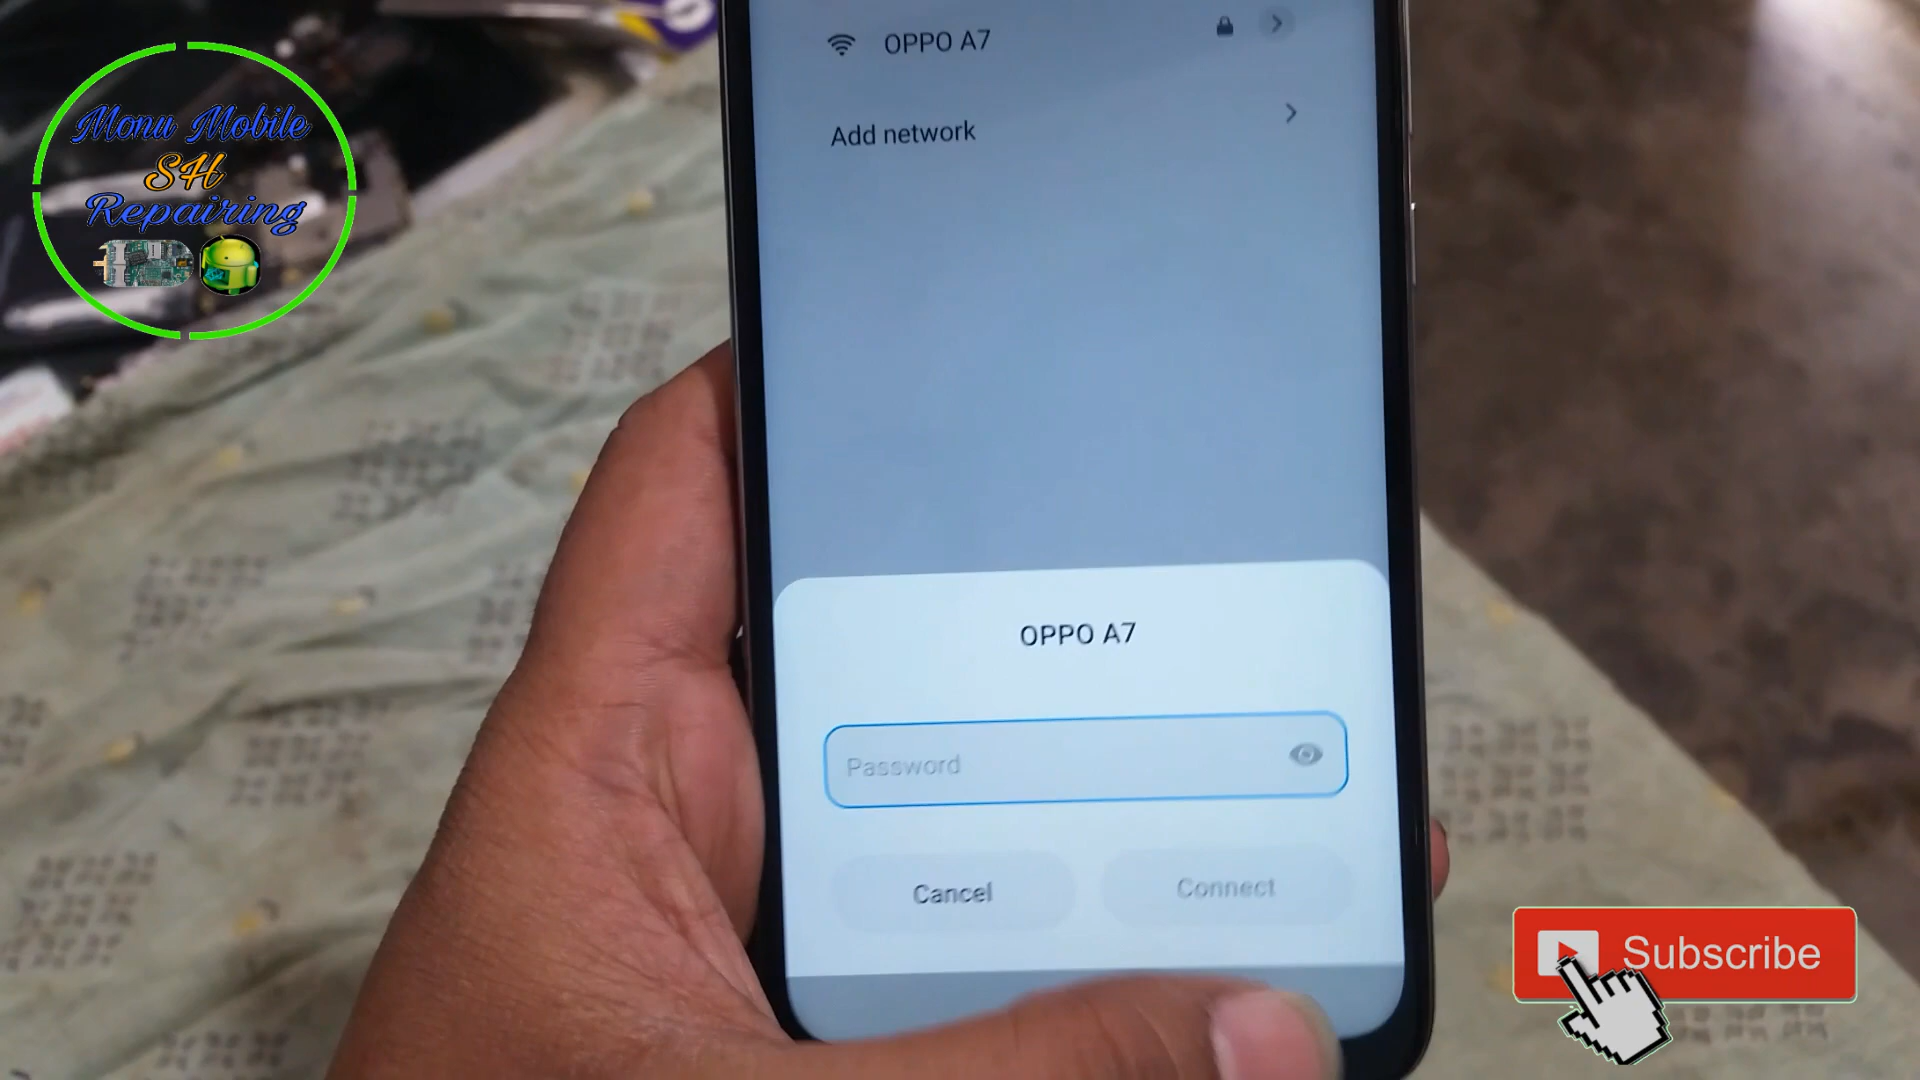 Monu Mobile
SH
Repairing
OPPO A7
Add network
OPPO A7
Password
Cancel
Connect
Subscribe